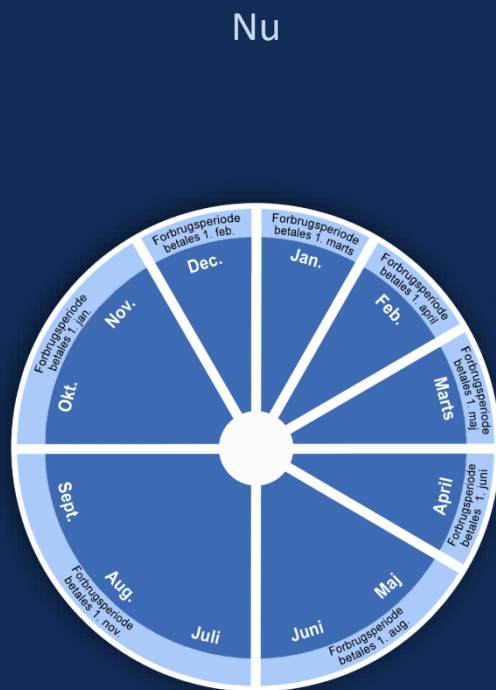 Nu
Forbrugsperiode
betales 1. feb.
Dec.
Forbrugsperiode
betales 1. marts
Jan.
Forbrugsperiode
betales 1. april
Feb.
Forbrugsperiode
betales 1. maj
Marts
Forbrugsperiode
betales 1. juni
April
Forbrugsperiode
betales 1. aug.
Maj
Juni
Forbrugsperiode
betales 1. nov.
Juli
Aug.
Sept.
Forbrugsperiode
betales 1. jan.
Okt.
Nov.